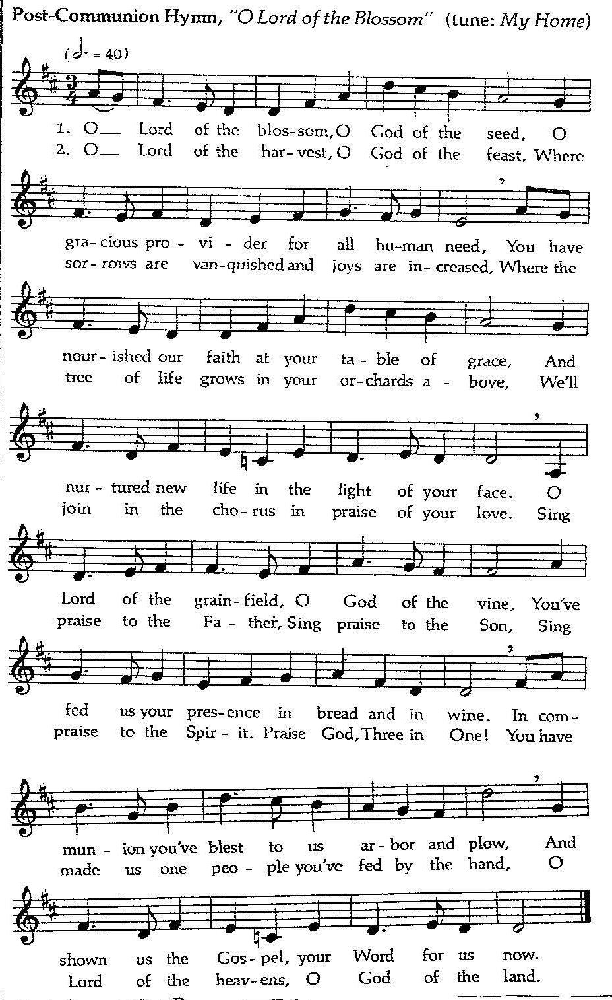 Post-Communion Hymn, "O Lord of the Blossom" (tune: My Home)
( = 40)
3
4
1. O__ Lord of the blos-som, O God of the seed, O
2. O__ Lord of the har-vest, O God of the feast, Where
gra-cious pro - vi - der for all hu-man need, You have
sor-rows are van-quished and joys are in-creased, Where the
nour-ished our faith at your ta - ble of grace, And
tree of life grows in your or-chards a - bove, We'll
nur - tured new life in the light of your face. O
join in the cho-rus in praise of your love. Sing
Lord of the grain-field, O God of the vine, You've
praise to the Fa - ther, Sing praise to the Son, Sing
fed us your pres-ence in bread and in wine. In com-
praise to the Spir - it. Praise God, Three in One! You have
mun - ion you've blest to us ar-bor and plow, And
made us one peo - ple you've fed by the hand, O
shown us the Gos-pel, your Word for us now.
Lord of the heav-ens, O God of the land.